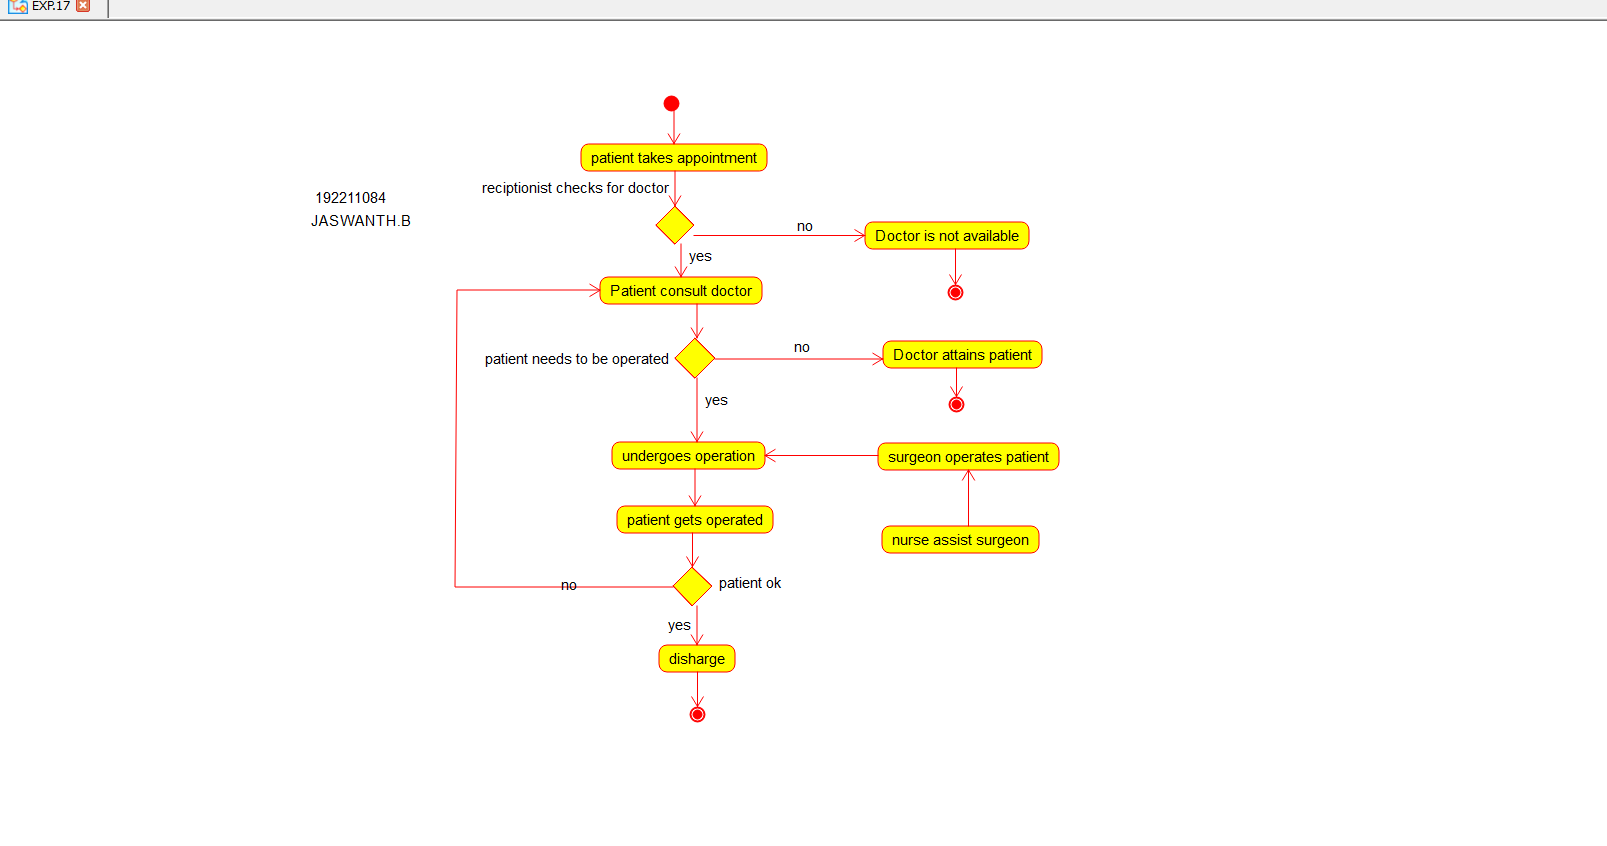 EXP.17
patient takes appointment
reciptionist checks for doctor
192211084
JASWANTH.B
no
Doctor is not available
yes
Patient consult doctor
no
Doctor attains patient
patient needs to be operated
yes
undergoes operation
surgeon operates patient
patient gets operated
nurse assist surgeon
no
patient ok
yes
disharge